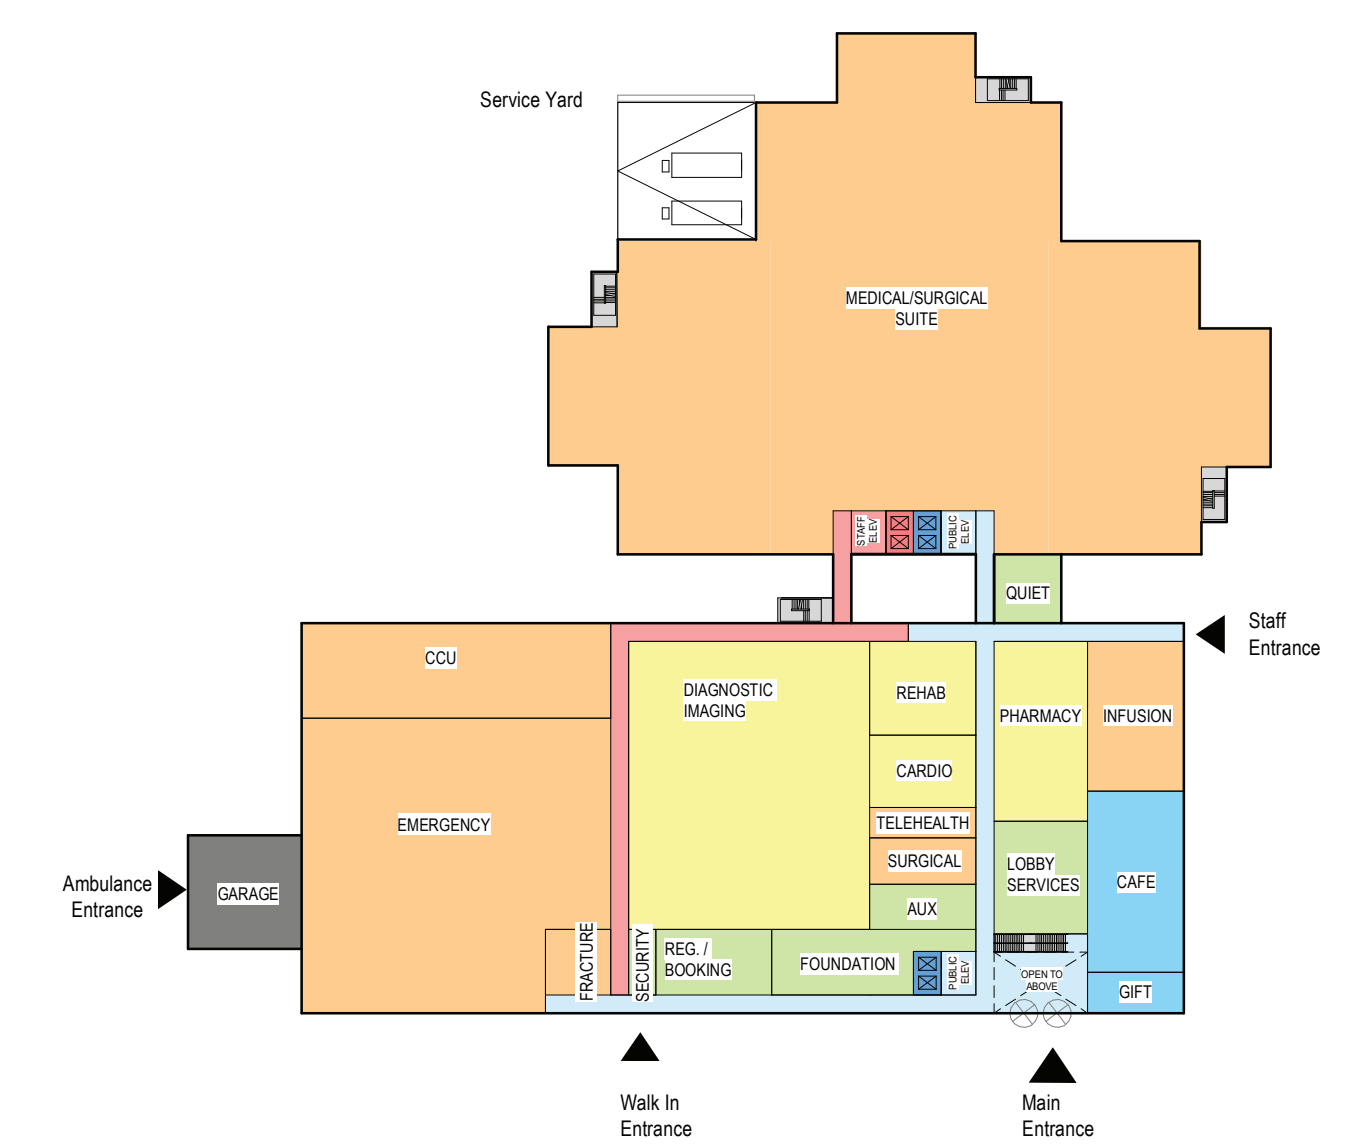 Service Yard
MEDICAL/SURGICAL
SUITE
STAFF
ELEV
PUBLIC
ELEV
QUIET
Staff
Entrance
CCU
DIAGNOSTIC
IMAGING
REHAB
PHARMACY
INFUSION
CARDIO
EMERGENCY
TELEHEALTH
SURGICAL
LOBBY
SERVICES
CAFE
Ambulance
Entrance
GARAGE
AUX
FRACTURE
SECURITY
REG. /
BOOKING
FOUNDATION
PUBLIC
ELEV
OPEN TO
ABOVE
GIFT
Walk In
Entrance
Main
Entrance